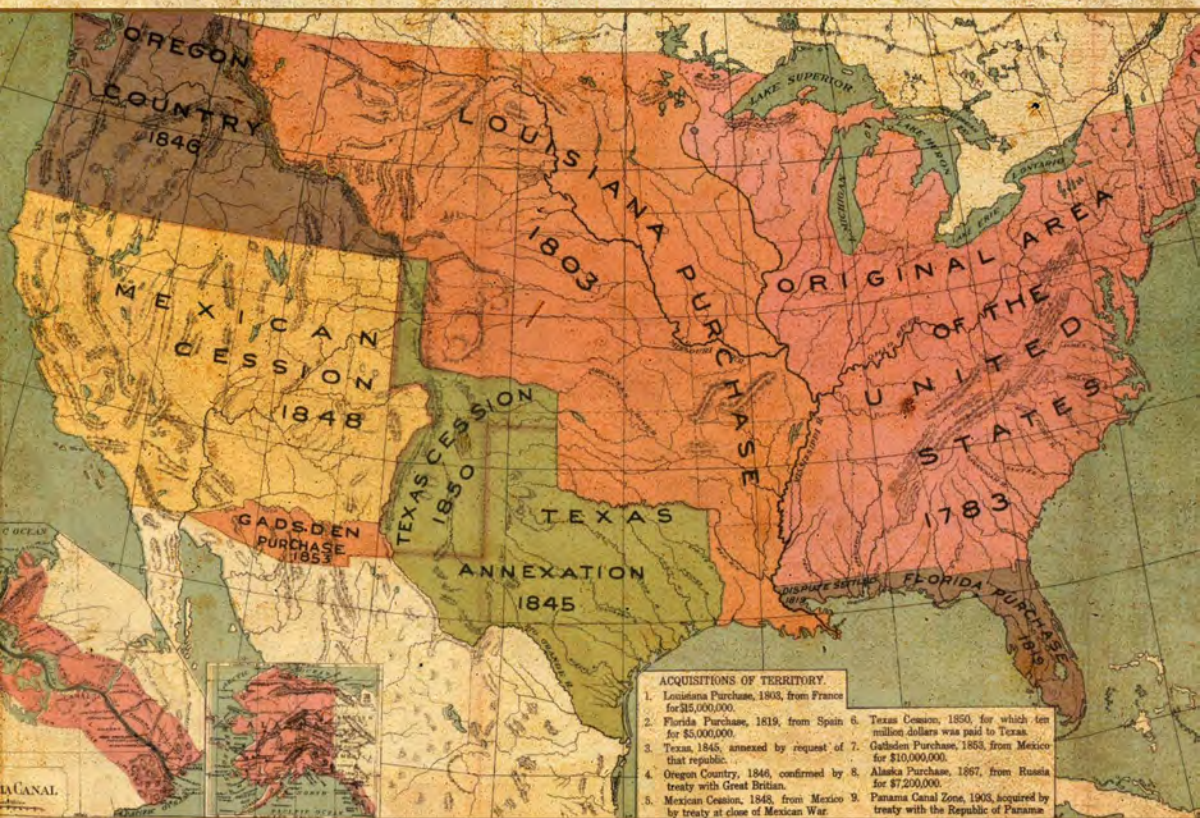 OREGON
COUNTRY
1846
LOUISIANA PURCHASE
1803
LAKE SUPERIOR
MICHIGAN
LAKE HURON
ONTARIO
LAKE ERIE
ORIGINAL AREA
OF THE
UNITED
STATES
1783
MEXICAN
CESSION
1848
GADSDEN
PURCHASE
1853
TEXAS CESSION
1850
TEXAS
ANNEXATION
1845
DISPUTE SETTLED
1819
FLORIDA PURCHASE
1819
C OCEAN
CANAL
IA CANAL
ACQUISITIONS OF TERRITORY.
1. Louisiana Purchase, 1803, from France
for $15,000,000.
2. Florida Purchase, 1819, from Spain
for $5,000,000.
3. Texas, 1845, annexed by request of
that republic.
4. Oregon Country, 1846, confirmed by
treaty with Great Britian.
5. Mexican Cession, 1848, from Mexico
by treaty at close of Mexican War.
6. Texas Cession, 1850, for which ten
million dollars was paid to Texas.
7. Gadsden Purchase, 1853, from Mexico
for $10,000,000.
8. Alaska Purchase, 1867, from Russia
for $7,200,000.
9. Panama Canal Zone, 1903, acquired by
treaty with the Republic of Panama